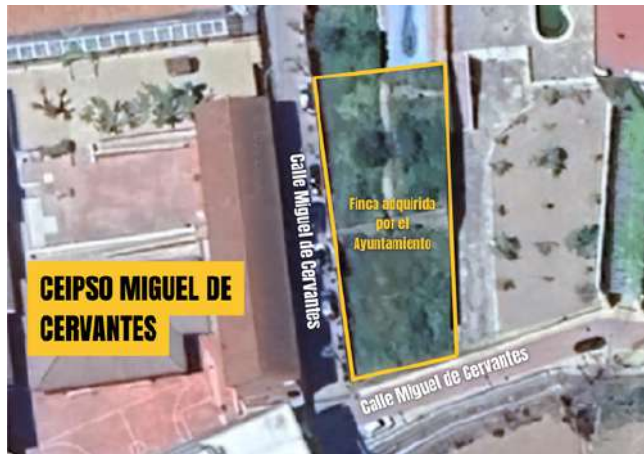 Calle Miguel de Cervantes
Finca adquirida
por el
Ayuntamiento
CEIPSO MIGUEL DE
CERVANTES
Calle Miguel de Cervantes